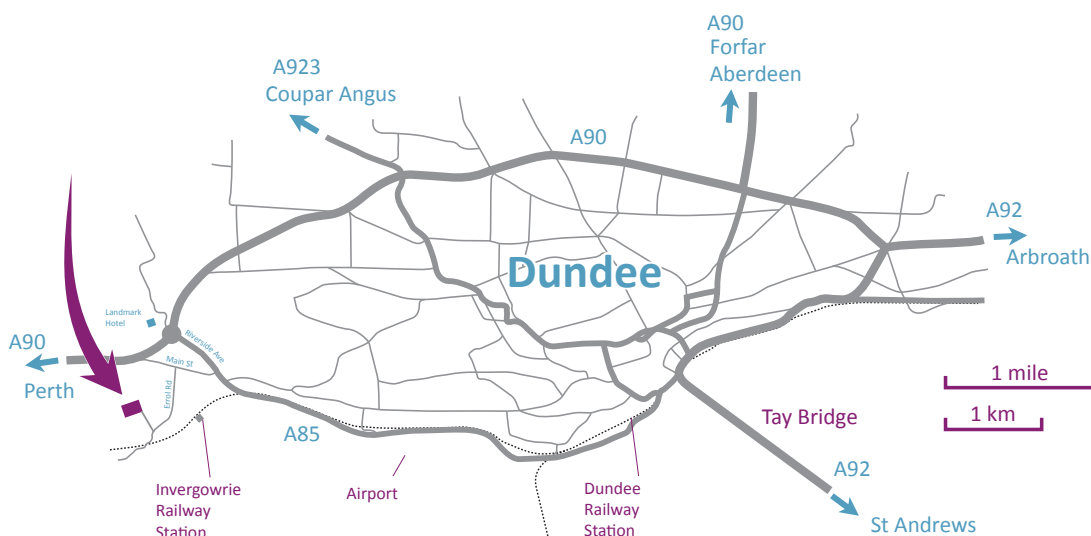 A90
Forfar
Aberdeen
A923
Coupar Angus
A90
A92
Arbroath
Dundee
Landmark
Hotel
Riverside Ave
A90
Main St
Perth
Errol Rd
1 mile
1 km
Tay Bridge
A85
A92
St Andrews
Invergowrie
Railway
Station
Airport
Dundee
Railway
Station